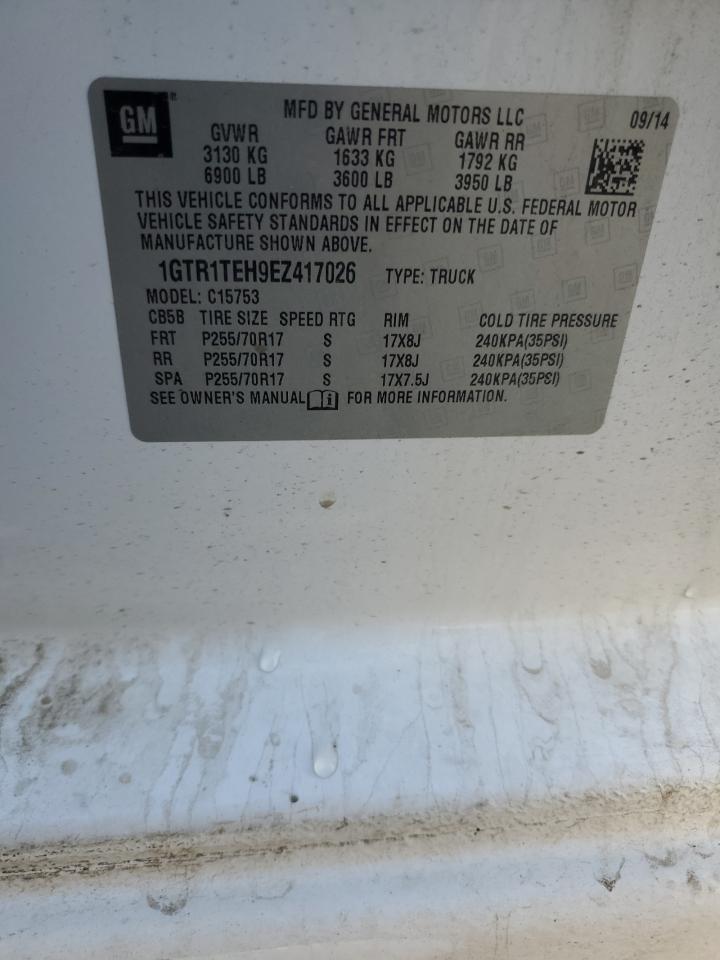 GM
MFD BY GENERAL MOTORS LLC 09/14
GVWR GAWR FRT GAWR RR
3130 KG 1633 KG 1792 KG
6900 LB 3600 LB 3950 LB
THIS VEHICLE CONFORMS TO ALL APPLICABLE U.S. FEDERAL MOTOR
VEHICLE SAFETY STANDARDS IN EFFECT ON THE DATE OF
MANUFACTURE SHOWN ABOVE.
1GTR1TEH9EZ417026 TYPE: TRUCK
MODEL: C15753
CB5B TIRE SIZE SPEED RTG RIM COLD TIRE PRESSURE
FRT P255/70R17 S 17X8J 240KPA(35PSI)
RR P255/70R17 S 17X8J 240KPA(35PSI)
SPA P255/70R17 S 17X7.5J 240KPA(35PSI)
SEE OWNER'S MANUAL FOR MORE INFORMATION.